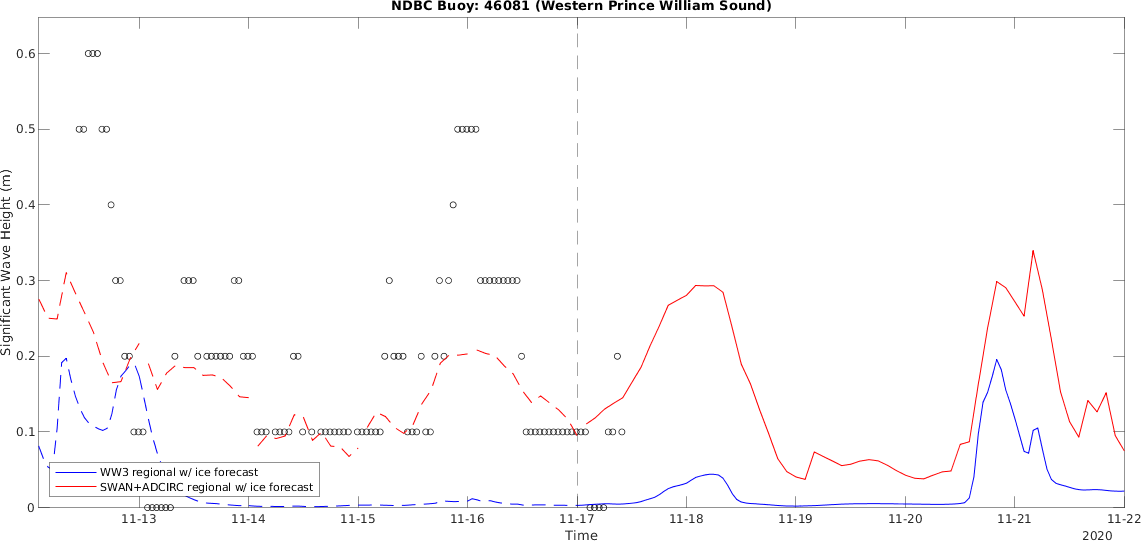 NDBC Buoy: 46081 (Western Prince William Sound)
Significant Wave Height (m)
0.6
0.5
0.4
0.3
0.2
0.1
0
WW3 regional w/ ice forecast
SWAN+ADCIRC regional w/ ice forecast
11-13 11-14 11-15 11-16 11-17 11-18 11-19 11-20 11-21 11-22
Time
2020